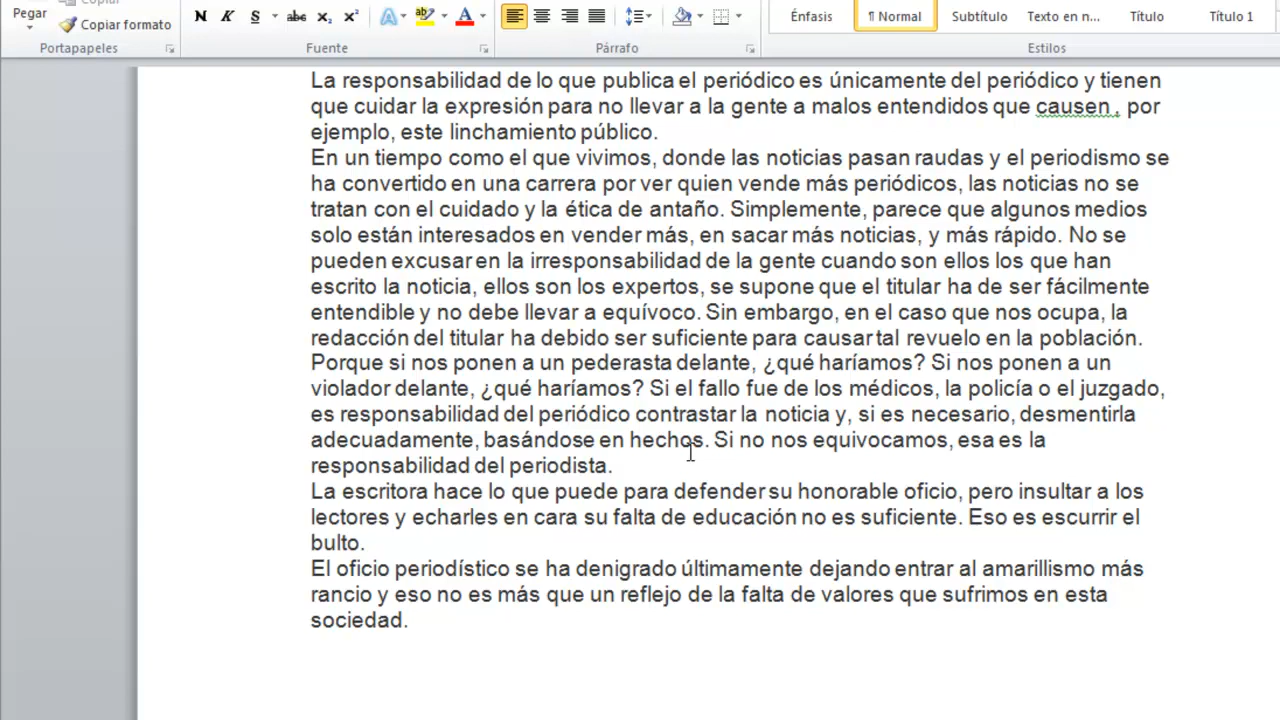 Pegar
Copiar
Copiar formato
Portapapeles
N K S abc x₂ x²
A ab A
Fuente
Párrafo
Énfasis
¶ Normal
Subtítulo
Texto en n...
Título
Título 1
Estilos
La responsabilidad de lo que publica el periódico es únicamente del periódico y tienen
que cuidar la expresión para no llevar a la gente a malos entendidos que causen , por
ejemplo, este linchamiento público.
En un tiempo como el que vivimos, donde las noticias pasan raudas y el periodismo se
ha convertido en una carrera por ver quien vende más periódicos, las noticias no se
tratan con el cuidado y la ética de antaño. Simplemente, parece que algunos medios
solo están interesados en vender más, en sacar más noticias, y más rápido. No se
pueden excusar en la irresponsabilidad de la gente cuando son ellos los que han
escrito la noticia, ellos son los expertos, se supone que el titular ha de ser fácilmente
entendible y no debe llevar a equívoco. Sin embargo, en el caso que nos ocupa, la
redacción del titular ha debido ser suficiente para causar tal revuelo en la población.
Porque si nos ponen a un pederasta delante, ¿qué haríamos? Si nos ponen a un
violador delante, ¿qué haríamos? Si el fallo fue de los médicos, la policía o el juzgado,
es responsabilidad del periódico contrastar la noticia y, si es necesario, desmentirla
adecuadamente, basándose en hechos. Si no nos equivocamos, esa es la
responsabilidad del periodista.
La escritora hace lo que puede para defender su honorable oficio, pero insultar a los
lectores y echarles en cara su falta de educación no es suficiente. Eso es escurrir el
bulto.
El oficio periodístico se ha denigrado últimamente dejando entrar al amarillismo más
rancio y eso no es más que un reflejo de la falta de valores que sufrimos en esta
sociedad.